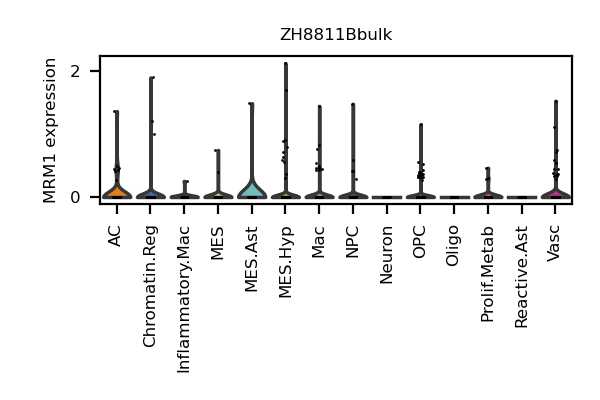 ZH8811Bbulk
MRM1 expression
2
0
AC
Chromatin.Reg
Inflammatory.Mac
MES
MES.Ast
MES.Hyp
Mac
NPC
Neuron
OPC
Oligo
Prolif.Metab
Reactive.Ast
Vasc